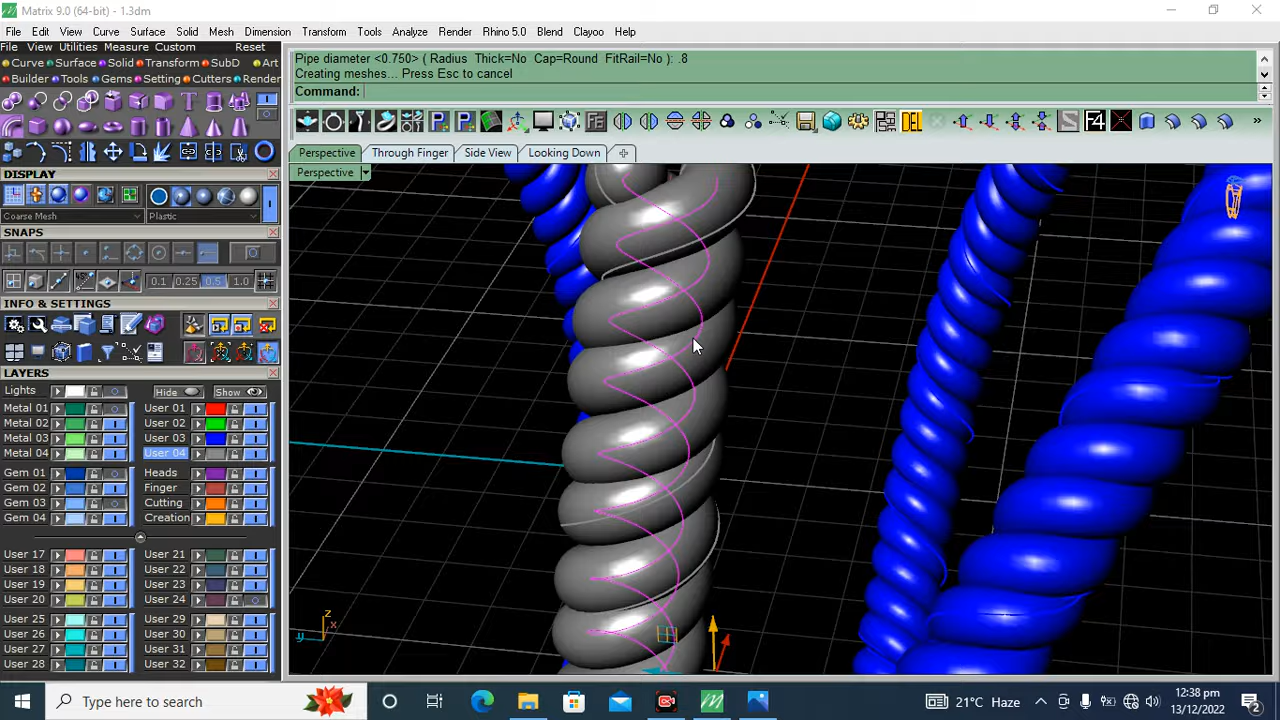 Matrix 9.0 (64-bit) - 1.3dm
File Edit View Curve Surface Solid Mesh Dimension Transform Tools Analyze Render Rhino 5.0 Blend Clayoo Help
File View Utilities Measure Custom Reset
Curve Surface Solid Transform SubD Art
Builder Tools Gems Setting Cutters Render
Pipe diameter <0.750> ( Radius Thick=No Cap=Round FitRail=No ): .8
Creating meshes... Press Esc to cancel
Command:
DEL
F4
Perspective Through Finger Side View Looking Down
Perspective
DISPLAY
Coarse Mesh Plastic
SNAPS
0.1 0.25 0.5 1.0
INFO & SETTINGS
LAYERS
Lights Hide Show
Metal 01 User 01
Metal 02 User 02
Metal 03 User 03
Metal 04 User 04
Gem 01 Heads
Gem 02 Finger
Gem 03 Cutting
Gem 04 Creation
User 17 User 21
User 18 User 22
User 19 User 23
User 20 User 24
User 25 User 29
User 26 User 30
User 27 User 31
User 28 User 32
z
x
y
Type here to search
21°C Haze
12:38 pm
13/12/2022
2